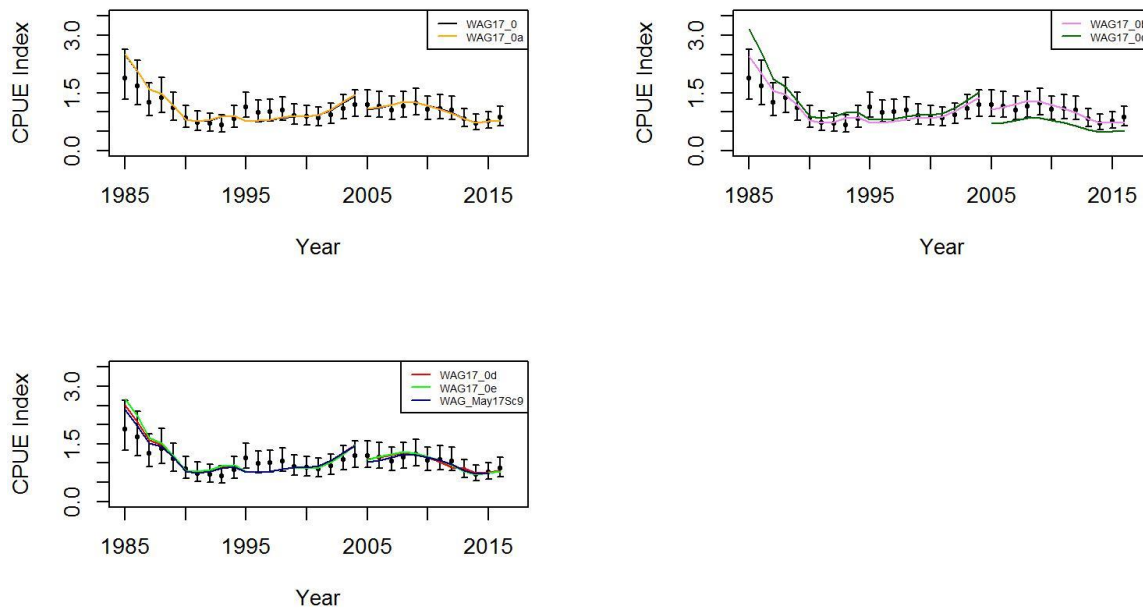 CPUE Index
0.0 1.5 3.0
WAG17_0
WAG17_0a
1985 1995 2005 2015
Year
CPUE Index
0.0 1.5 3.0
1985 1995 2005 2015
Year
CPUE Index
0.0 1.5 3.0
WAG17_0d
WAG17_0e
WAG_May17Sc9
1985 1995 2005 2015
Year